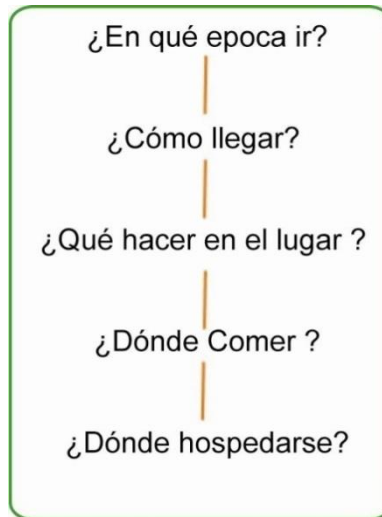 ¿En qué epoca ir?
¿Cómo llegar?
¿Qué hacer en el lugar ?
¿Dónde Comer ?
¿Dónde hospedarse?